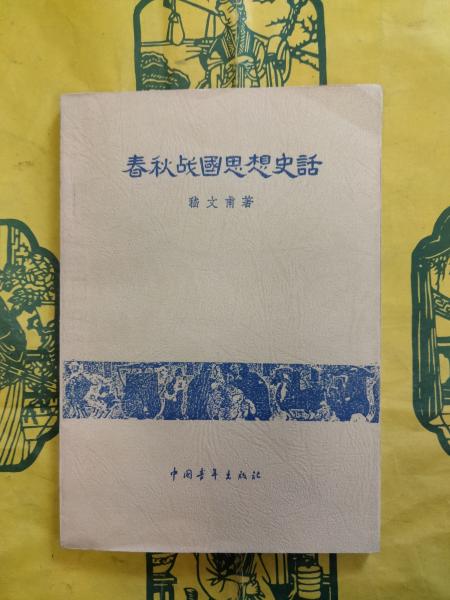 春秋战國思想史話
嵇文甫著
中国青年出版社